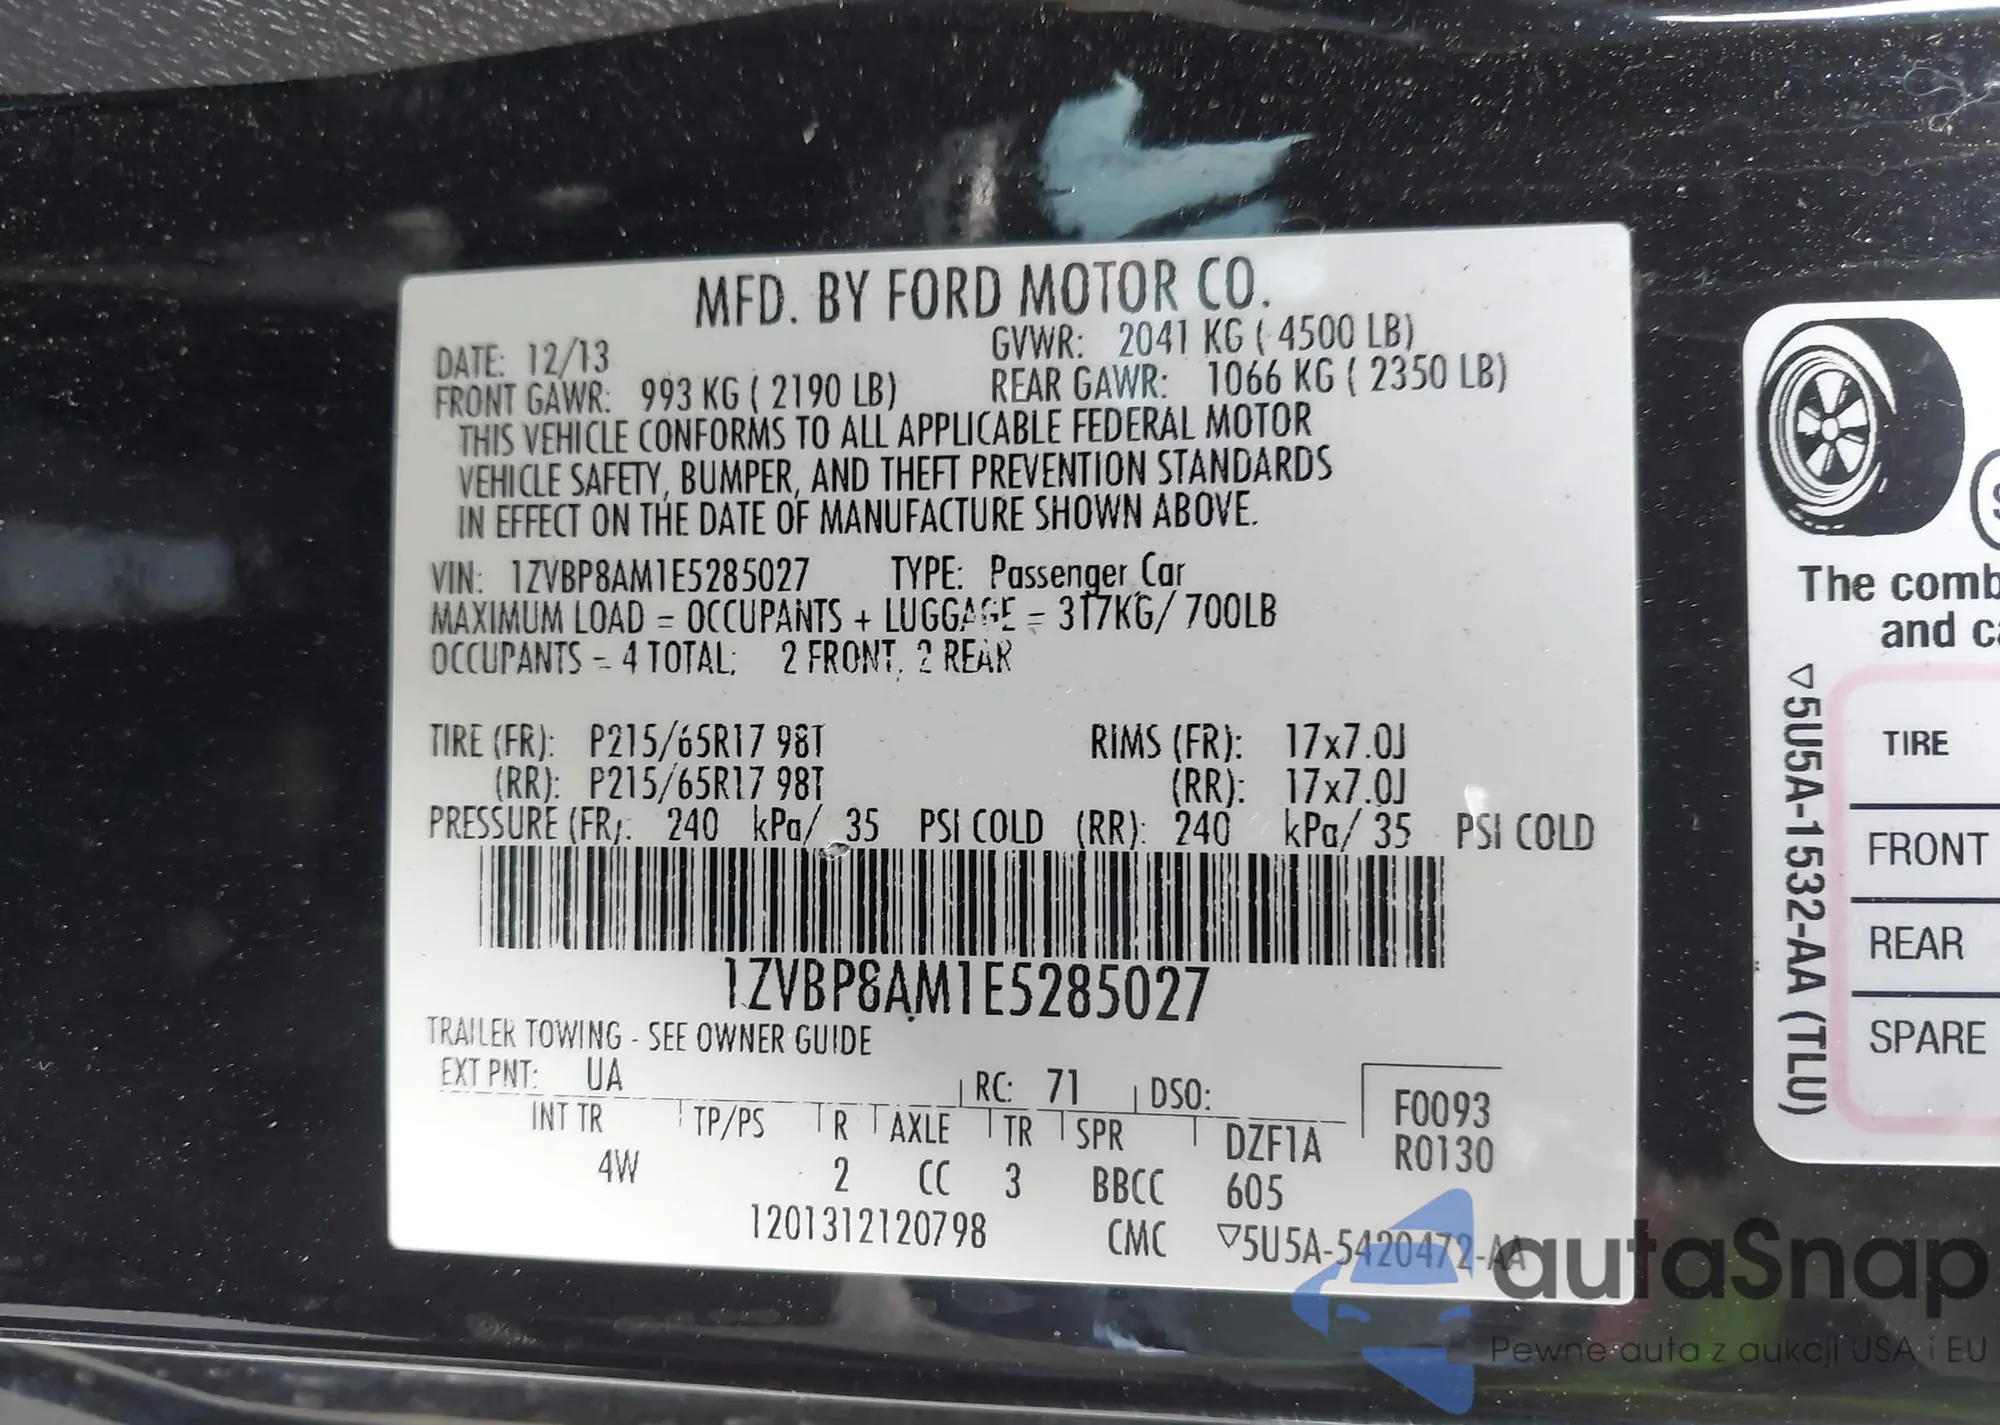 MFD. BY FORD MOTOR CO.
DATE: 12/13
GVWR: 2041 KG ( 4500 LB)
FRONT GAWR: 993 KG ( 2190 LB)
REAR GAWR: 1066 KG ( 2350 LB)
THIS VEHICLE CONFORMS TO ALL APPLICABLE FEDERAL MOTOR
VEHICLE SAFETY, BUMPER, AND THEFT PREVENTION STANDARDS
IN EFFECT ON THE DATE OF MANUFACTURE SHOWN ABOVE.
VIN: 1ZVBP8AM1E5285027 TYPE: Passenger Car
MAXIMUM LOAD = OCCUPANTS + LUGGAGE = 317KG/ 700LB
OCCUPANTS = 4 TOTAL; 2 FRONT, 2 REAR
TIRE (FR): P215/65R17 98T RIMS (FR): 17x7.0J
(RR): P215/65R17 98T (RR): 17x7.0J
PRESSURE (FR): 240 kPa/ 35 PSI COLD (RR): 240 kPa/ 35 PSI COLD
1ZVBP8AM1E5285027
TRAILER TOWING - SEE OWNER GUIDE
EXT PNT: UA RC: 71 DSO:
INT TR TP/PS R AXLE TR SPR DZF1A
F0093
R0130
4W 2 CC 3 BBCC 605
1201312120798 CMC ▽5U5A-5420472-AA
The comb
and ca
▽5U5A-1532-AA (TLU)
TIRE
FRONT
REAR
SPARE
autaSnap
Pewne auta z aukcji USA i EU